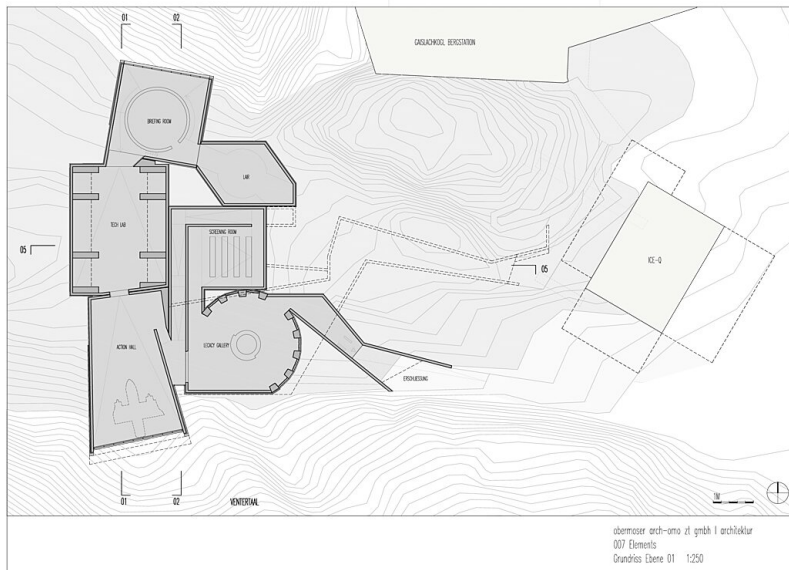 01 02
GAISLACHKOGL BERGSTATION
BRIEFING ROOM
LAIR
TECH LAB
SCREENING ROOM
05
05
ICE-Q
ACTION HALL
LEGACY GALLERY
ERSCHLIESSUNG
01 02
VENTERTAAL
obermoser arch-omo zt gmbh I architektur
007 Elements
Grundriss Ebene 01 1:250